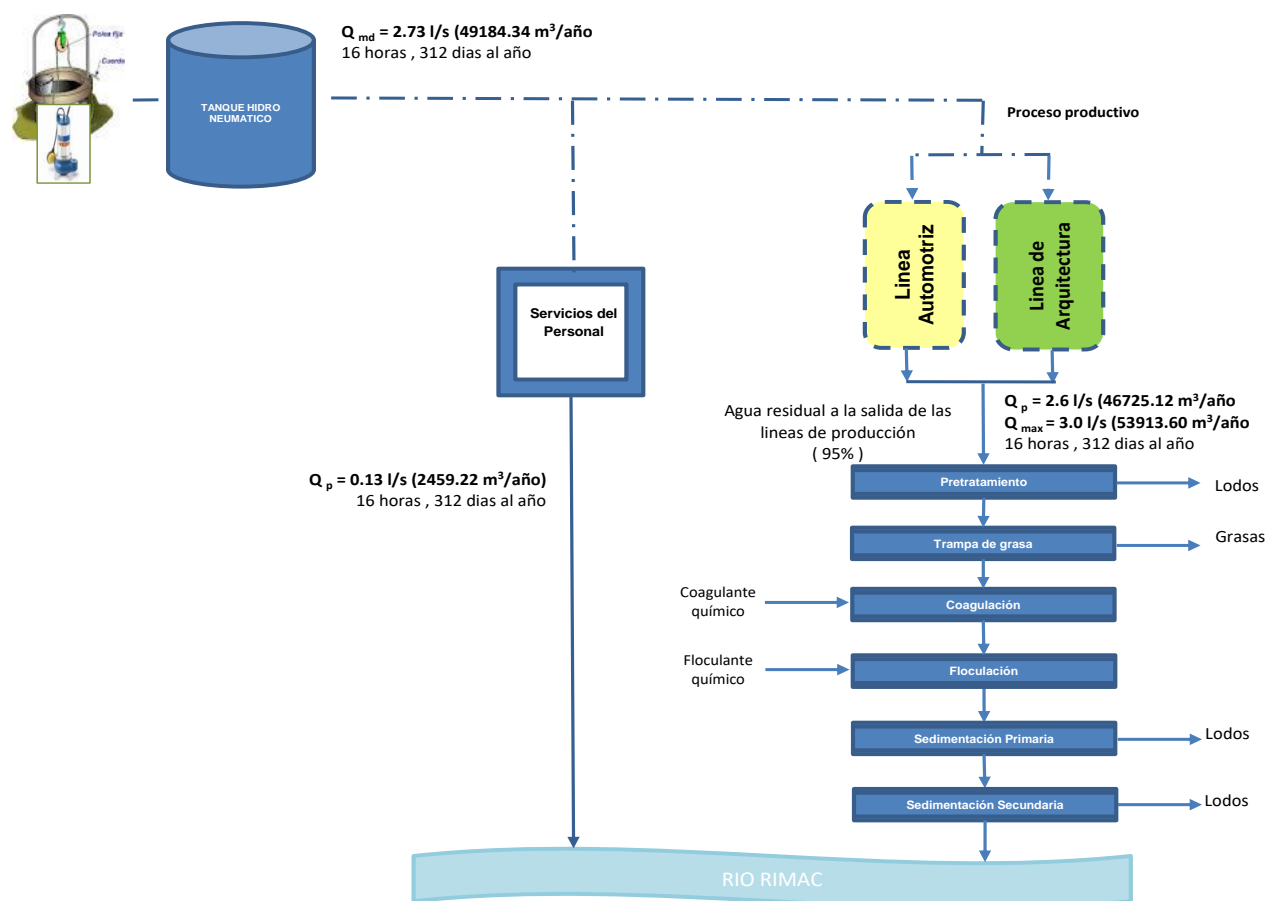 Polea fija
Cuerda
TANQUE HIDRO
NEUMATICO
Q md = 2.73 l/s (49184.34 m³/año
16 horas , 312 dias al año
Proceso productivo
Linea
Automotriz
Linea de
Arquitectura
Servicios del
Personal
Agua residual a la salida de las
lineas de producción
( 95% )
Q p = 2.6 l/s (46725.12 m³/año
Q max = 3.0 l/s (53913.60 m³/año
16 horas , 312 dias al año
Q p = 0.13 l/s (2459.22 m³/año)
16 horas , 312 dias al año
Pretratamiento
Lodos
Trampa de grasa
Grasas
Coagulante
químico
Coagulación
Floculante
químico
Floculación
Sedimentación Primaria
Lodos
Sedimentación Secundaria
Lodos
RIO RIMAC